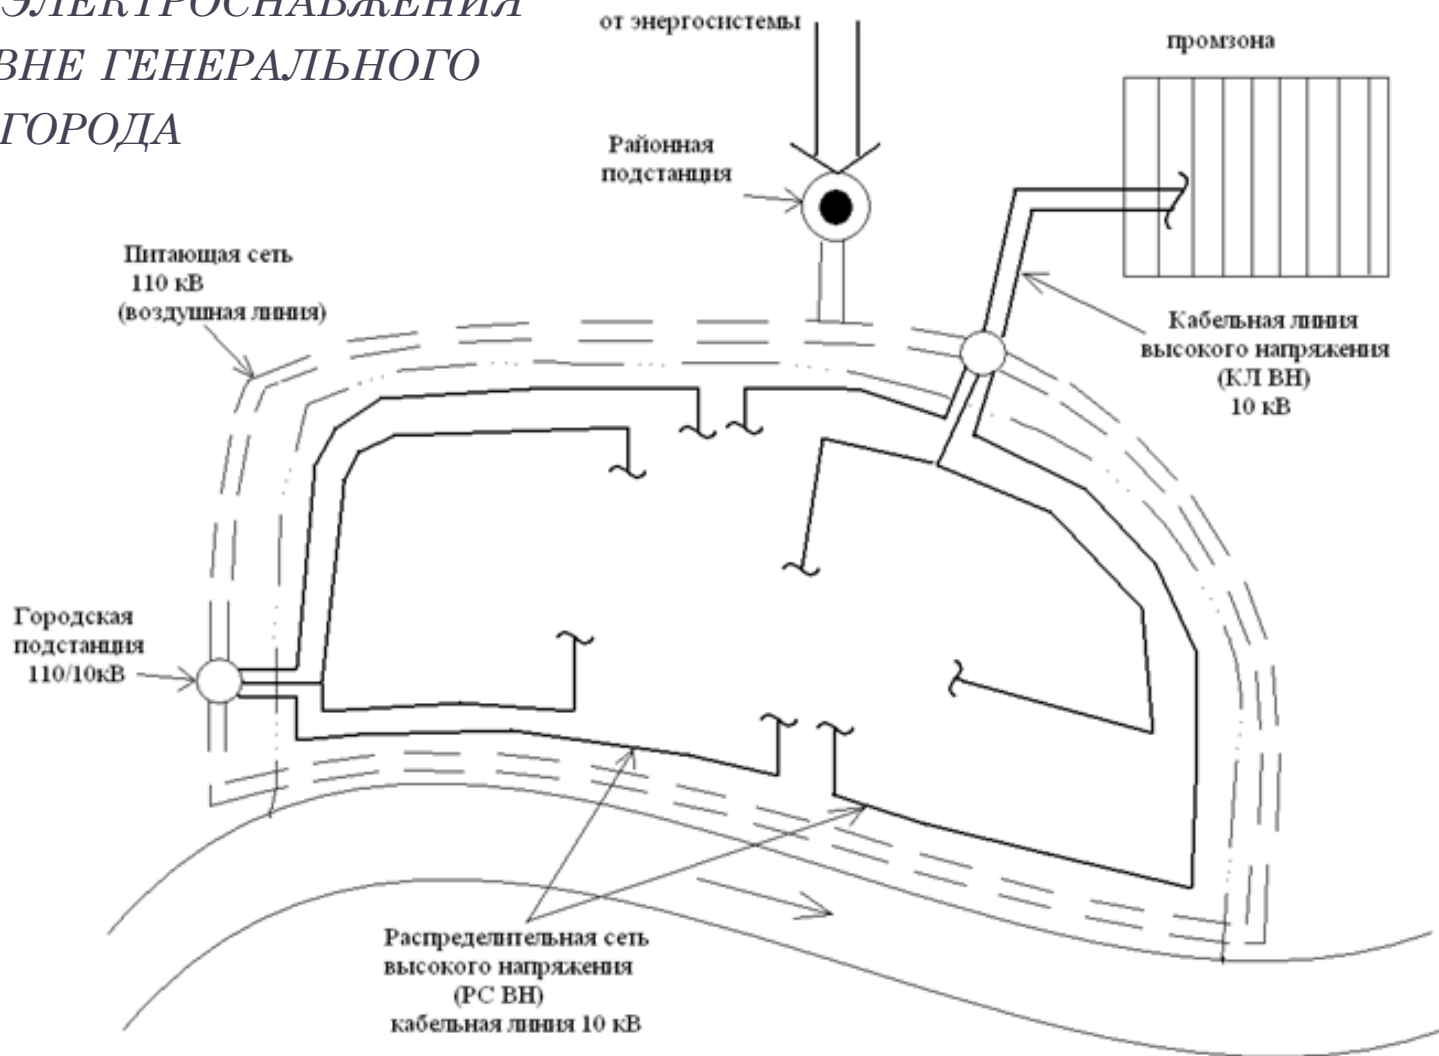 ЭЛЕКТРОСНАБЖЕНИЯ
ВНЕ ГЕНЕРАЛЬНОГО
ГОРОДА
от энергосистемы
промзона
Районная
подстанция
Питающая сеть
110 кВ
(воздушная линия)
Кабельная линия
высокого напряжения
(КЛ ВН)
10 кВ
Городская
подстанция
110/10кВ
Распределительная сеть
высокого напряжения
(РС ВН)
кабельная линия 10 кВ